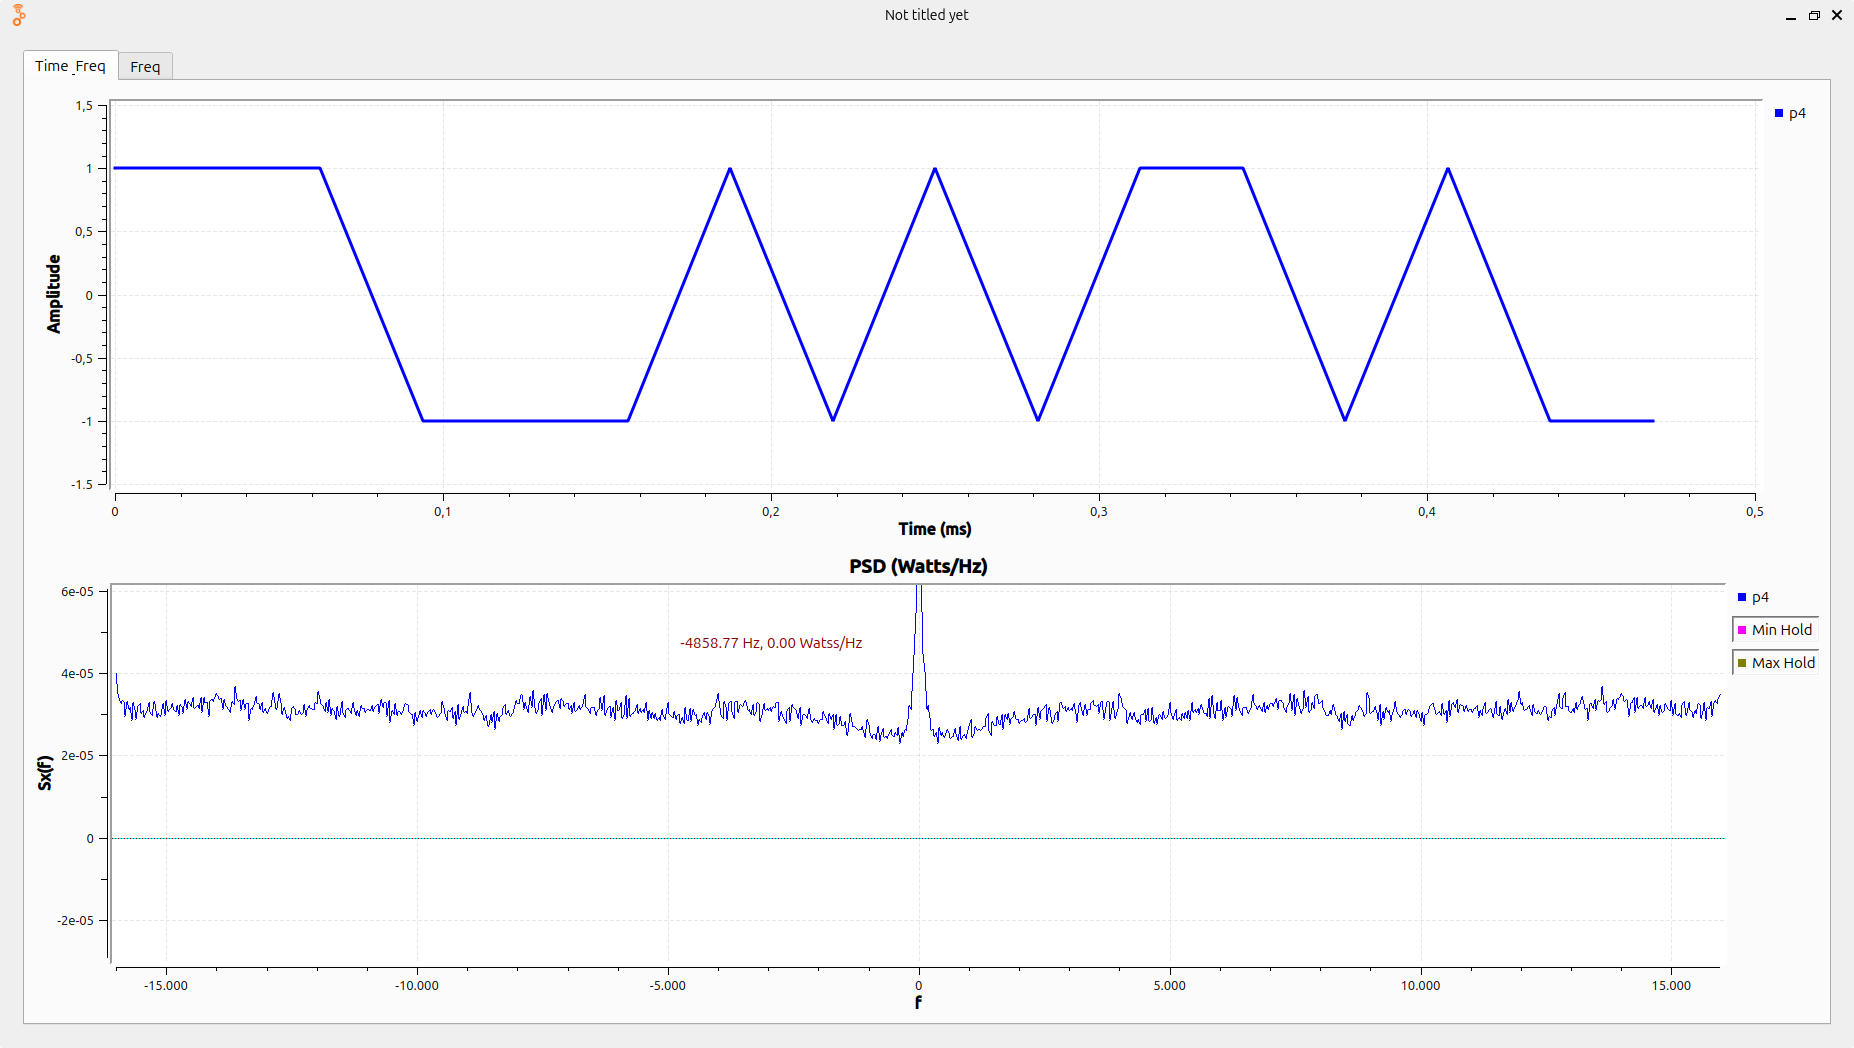 Not titled yet
Time_Freq
Freq
1,5
1
0,5
0
-0,5
-1
-1.5
Amplitude
0
0,1
0,2
0,3
0,4
0,5
Time (ms)
p4
PSD (Watts/Hz)
6e-05
4e-05
2e-05
0
-2e-05
Sx(f)
-4858.77 Hz, 0.00 Watss/Hz
-15.000
-10.000
-5.000
0
5.000
10.000
15.000
f
p4
Min Hold
Max Hold